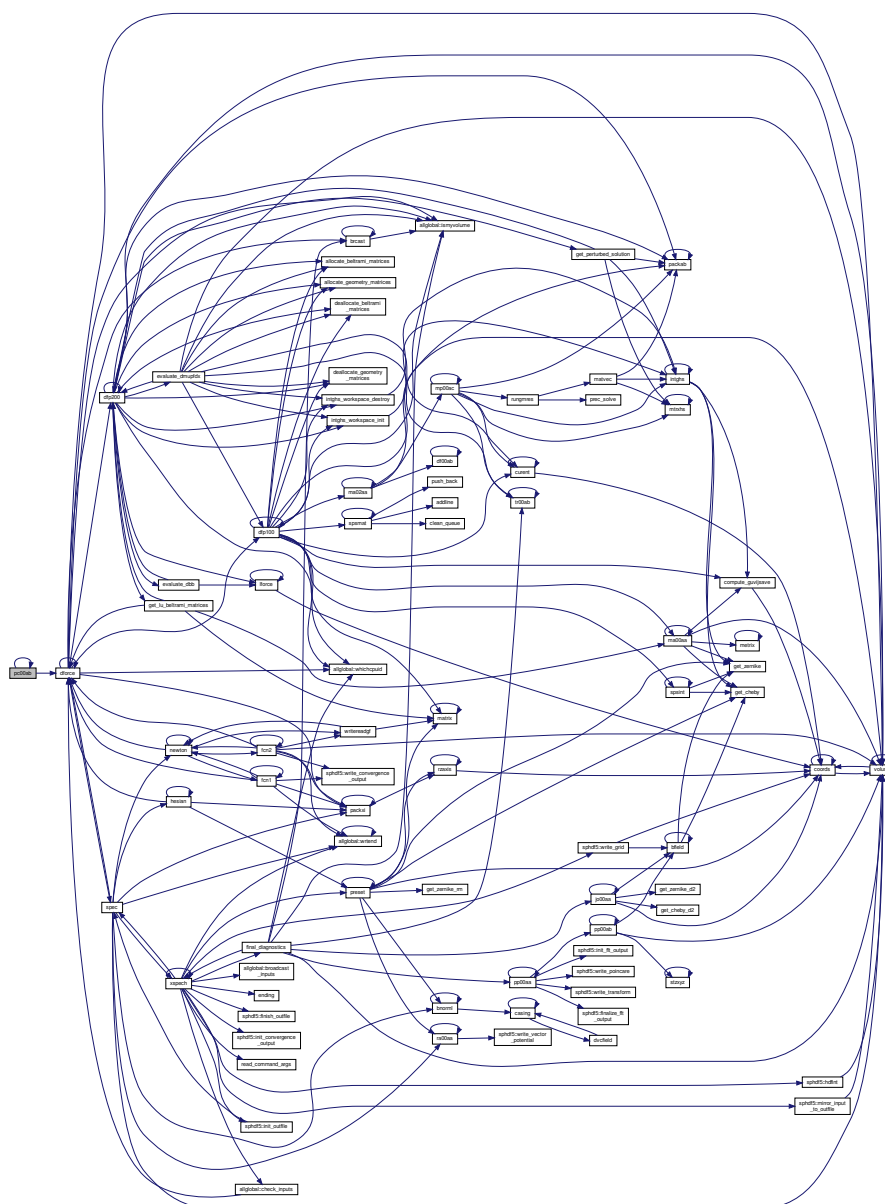 allglobal::ismyvolume
brcast
get_perturbed_solution
allocate_beltrami_matrices
packab
allocate_geometry_matrices
deallocate_beltrami
_matrices
evaluate_dmupfdx
deallocate_geometry
_matrices
matvec
intghs
mp00ac
dfp200
intghs_workspace_destroy
rungmres
prec_solve
mtxhs
intghs_workspace_init
df00ab
curent
push_back
ma02aa
tr00ab
addline
clean_queue
spsmat
dfp100
evaluate_dbb
lforce
compute_guvijsave
get_lu_beltrami_matrices
ma00aa
metrix
get_zernike
pc00ab
dforce
allglobal::whichcpuid
spsint
get_cheby
matrix
writereadgf
newton
fcn2
rzaxis
coords
volume
sphdf5::write_convergence
_output
fcn1
hesian
packxi
allglobal::wrtend
sphdf5::write_grid
bfield
preset
get_zernike_rm
get_zernike_d2
jo00aa
spec
get_cheby_d2
pp00ab
final_diagnostics
sphdf5::init_flt_output
allglobal::broadcast
_inputs
sphdf5::write_poincare
xspech
pp00aa
stzxyz
sphdf5::write_transform
ending
bnorml
casing
sphdf5::finalize_flt
_output
sphdf5::finish_outfile
sphdf5::init_convergence
_output
ra00aa
sphdf5::write_vector
_potential
dvcfield
read_command_args
sphdf5::hdfint
sphdf5::mirror_input
_to_outfile
sphdf5::init_outfile
allglobal::check_inputs